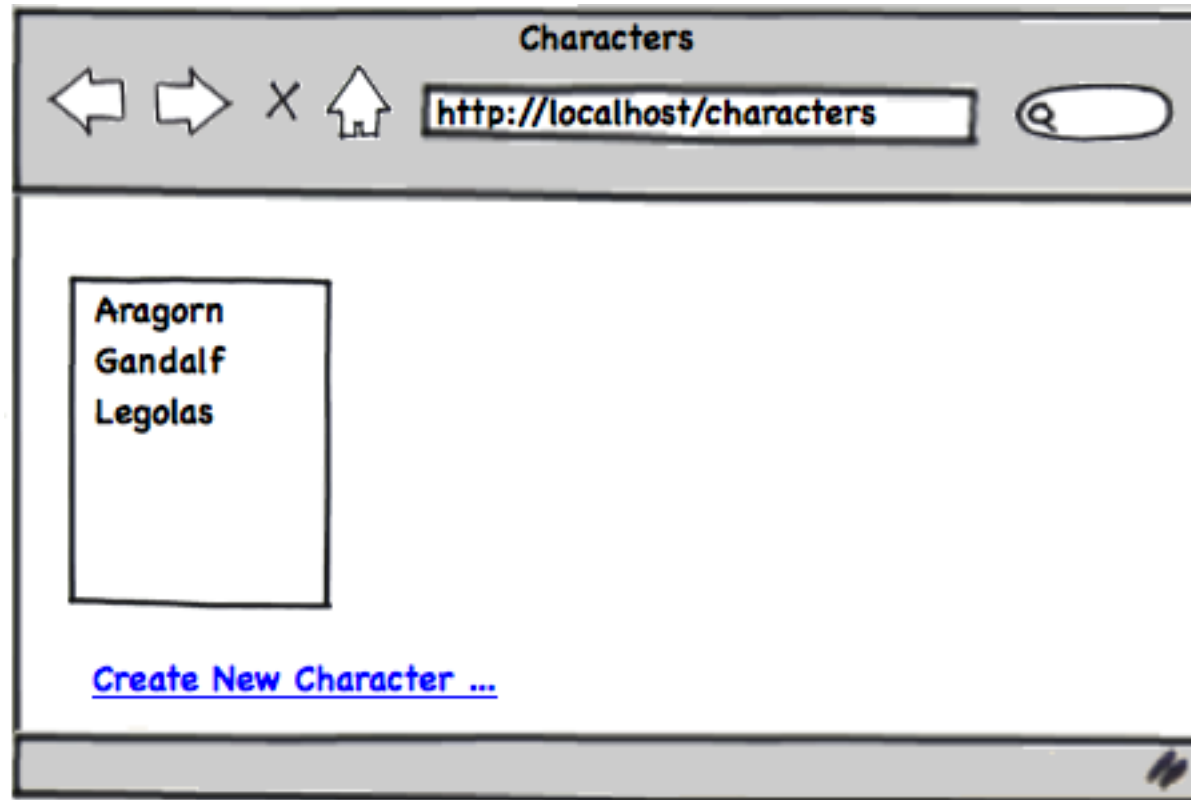 Characters
http://localhost/characters
Aragorn
Gandalf
Legolas
Create New Character ...